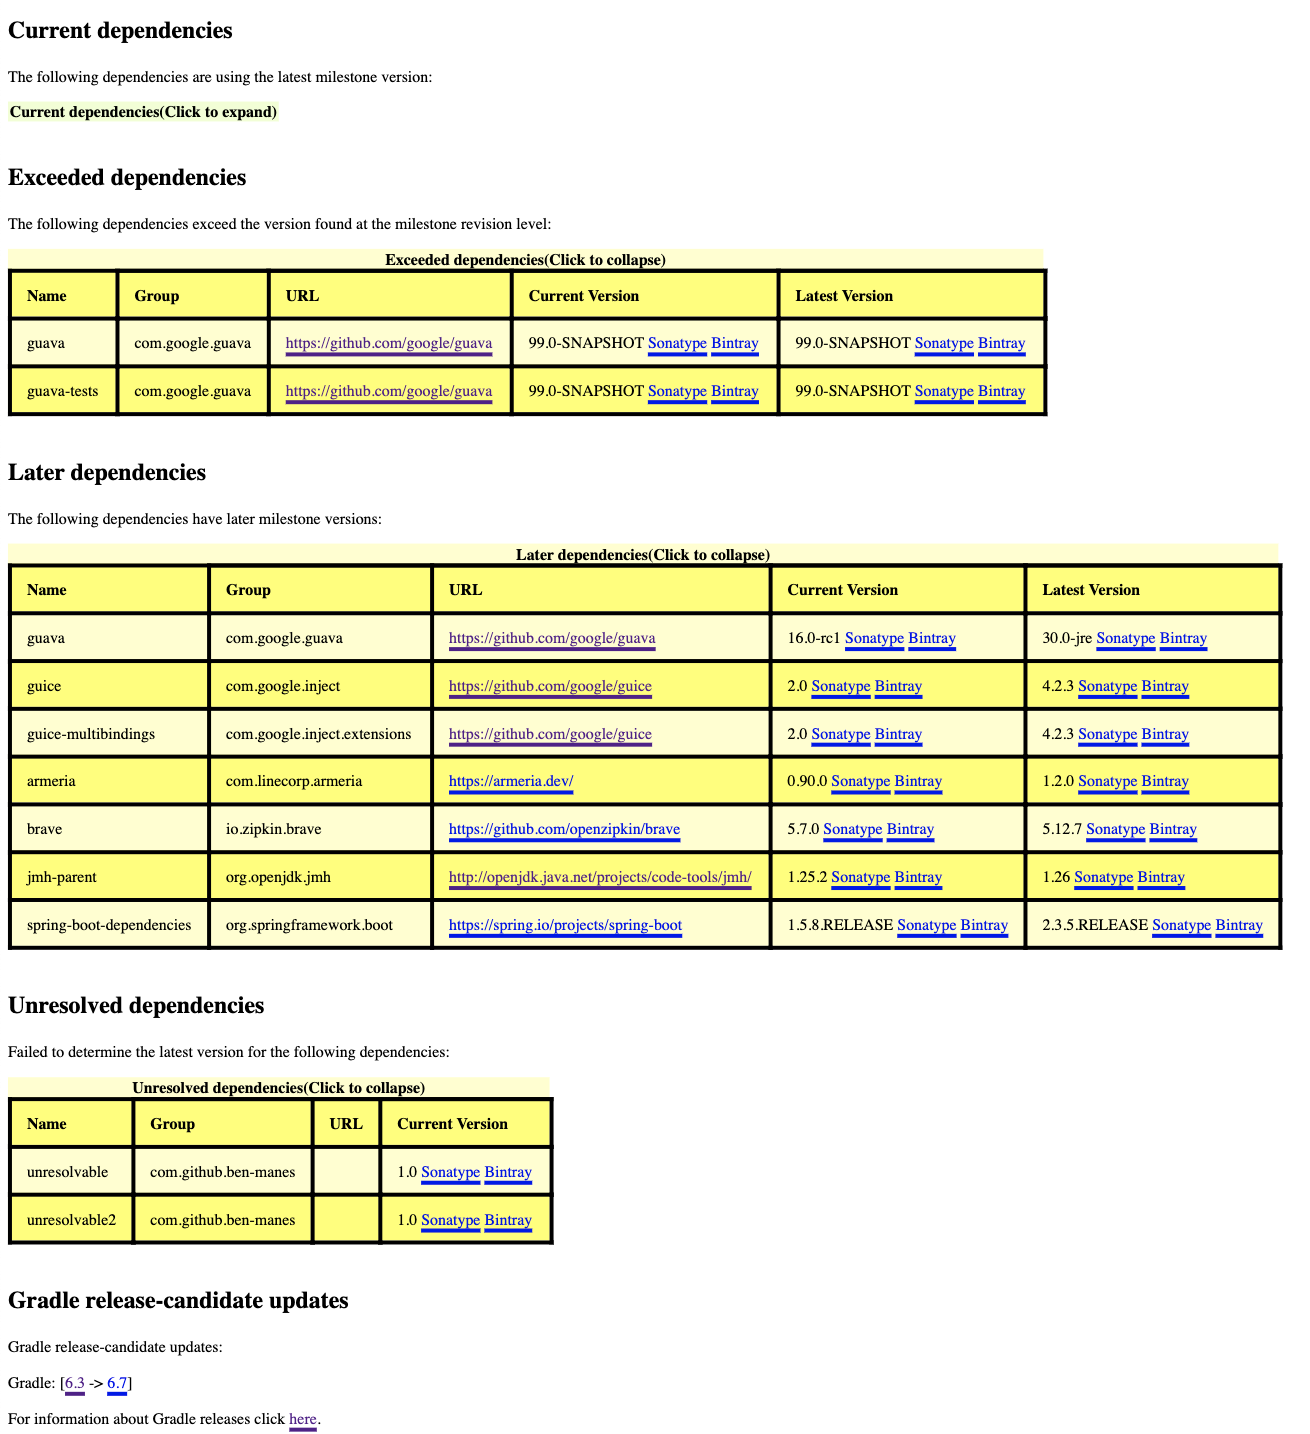 Current dependencies
The following dependencies are using the latest milestone version:
Current dependencies(Click to expand)
Exceeded dependencies
The following dependencies exceed the version found at the milestone revision level:
Exceeded dependencies(Click to collapse)
Name Group URL Current Version Latest Version
guava com.google.guava https://github.com/google/guava 99.0-SNAPSHOT Sonatype Bintray 99.0-SNAPSHOT Sonatype Bintray
guava-tests com.google.guava https://github.com/google/guava 99.0-SNAPSHOT Sonatype Bintray 99.0-SNAPSHOT Sonatype Bintray
Later dependencies
The following dependencies have later milestone versions:
Later dependencies(Click to collapse)
Name Group URL Current Version Latest Version
guava com.google.guava https://github.com/google/guava 16.0-rc1 Sonatype Bintray 30.0-jre Sonatype Bintray
guice com.google.inject https://github.com/google/guice 2.0 Sonatype Bintray 4.2.3 Sonatype Bintray
guice-multibindings com.google.inject.extensions https://github.com/google/guice 2.0 Sonatype Bintray 4.2.3 Sonatype Bintray
armeria com.linecorp.armeria https://armeria.dev/ 0.90.0 Sonatype Bintray 1.2.0 Sonatype Bintray
brave io.zipkin.brave https://github.com/openzipkin/brave 5.7.0 Sonatype Bintray 5.12.7 Sonatype Bintray
jmh-parent org.openjdk.jmh http://openjdk.java.net/projects/code-tools/jmh/ 1.25.2 Sonatype Bintray 1.26 Sonatype Bintray
spring-boot-dependencies org.springframework.boot https://spring.io/projects/spring-boot 1.5.8.RELEASE Sonatype Bintray 2.3.5.RELEASE Sonatype Bintray
Unresolved dependencies
Failed to determine the latest version for the following dependencies:
Unresolved dependencies(Click to collapse)
Name Group URL Current Version
unresolvable com.github.ben-manes 1.0 Sonatype Bintray
unresolvable2 com.github.ben-manes 1.0 Sonatype Bintray
Gradle release-candidate updates
Gradle release-candidate updates:
Gradle: [6.3 -> 6.7]
For information about Gradle releases click here.